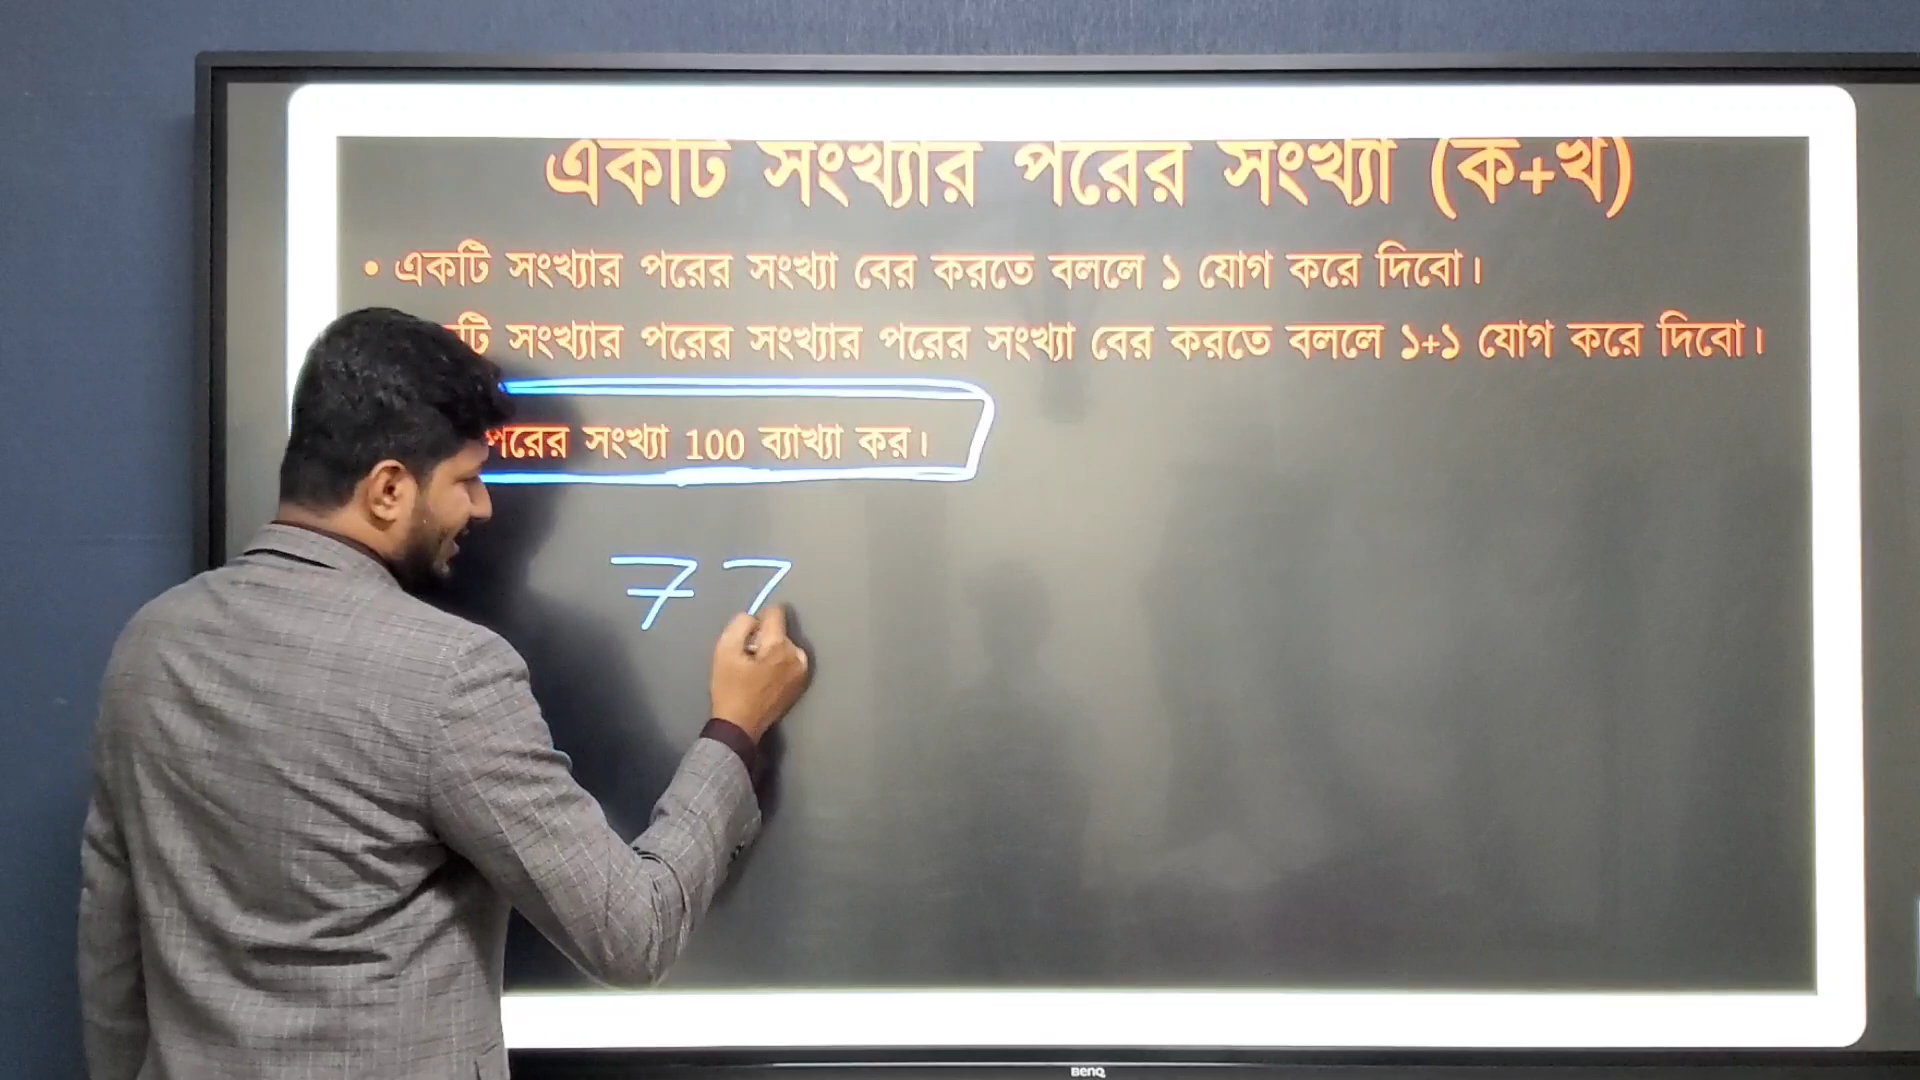 একটি সংখ্যার পরের সংখ্যা (ক+খ)
• একটি সংখ্যার পরের সংখ্যা বের করতে বললে ১ যোগ করে দিবো।
টি সংখ্যার পরের সংখ্যার পরের সংখ্যা বের করতে বললে ১+১ যোগ করে দিবো।
পরের সংখ্যা 100 ব্যাখ্যা কর।
77
BenQ